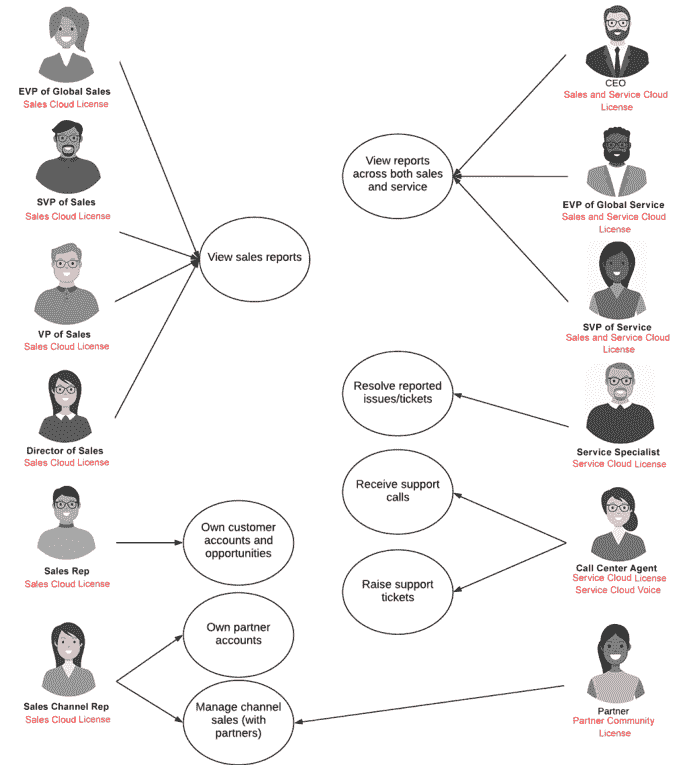 EVP of Global Sales
Sales Cloud License
SVP of Sales
Sales Cloud License
VP of Sales
Sales Cloud License
Director of Sales
Sales Cloud License
Sales Rep
Sales Cloud License
Sales Channel Rep
Sales Cloud License
View sales reports
Own customer
accounts and
opportunities
Own partner
accounts
Manage channel
sales (with
partners)
View reports
across both sales
and service
Resolve reported
issues/tickets
Receive support
calls
Raise support
tickets
CEO
Sales and Service Cloud
License
EVP of Global Service
Sales and Service Cloud
License
SVP of Service
Sales and Service Cloud
License
Service Specialist
Service Cloud License
Call Center Agent
Service Cloud License
Service Cloud Voice
Partner
Partner Community
License